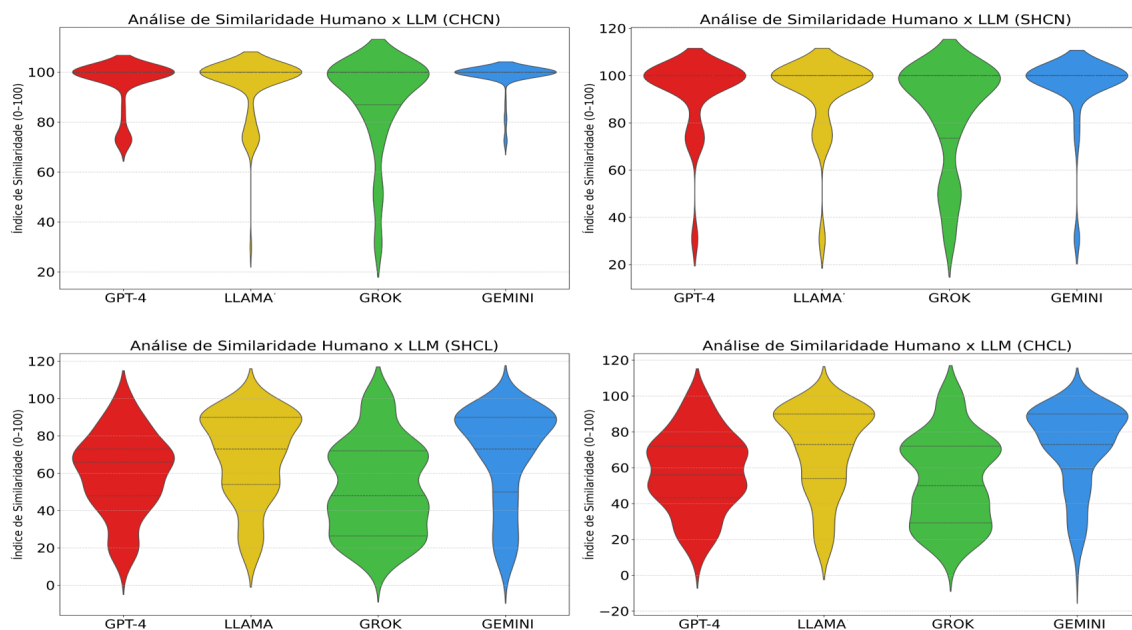 Análise de Similaridade Humano x LLM (CHCN)
Índice de Similaridade (0–100)
100
80
60
40
20
GPT-4 LLAMA GROK GEMINI
Análise de Similaridade Humano x LLM (SHCN)
Índice de Similaridade (0–100)
120
100
80
60
40
20
GPT-4 LLAMA GROK GEMINI
Análise de Similaridade Humano x LLM (SHCL)
Índice de Similaridade (0–100)
120
100
80
60
40
20
0
GPT-4 LLAMA GROK GEMINI
Análise de Similaridade Humano x LLM (CHCL)
Índice de Similaridade (0–100)
120
100
80
60
40
20
0
−20
GPT-4 LLAMA GROK GEMINI